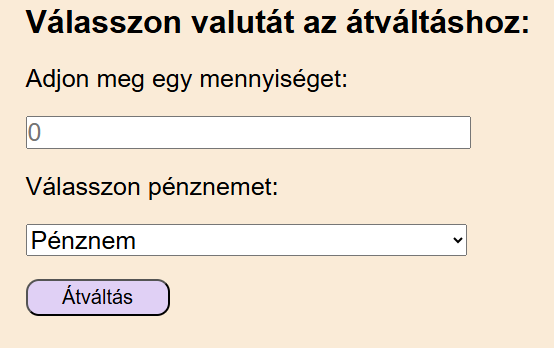 Válasszon valutát az átváltáshoz:
Adjon meg egy mennyiséget:
0
Válasszon pénznemet:
Pénznem
Átváltás